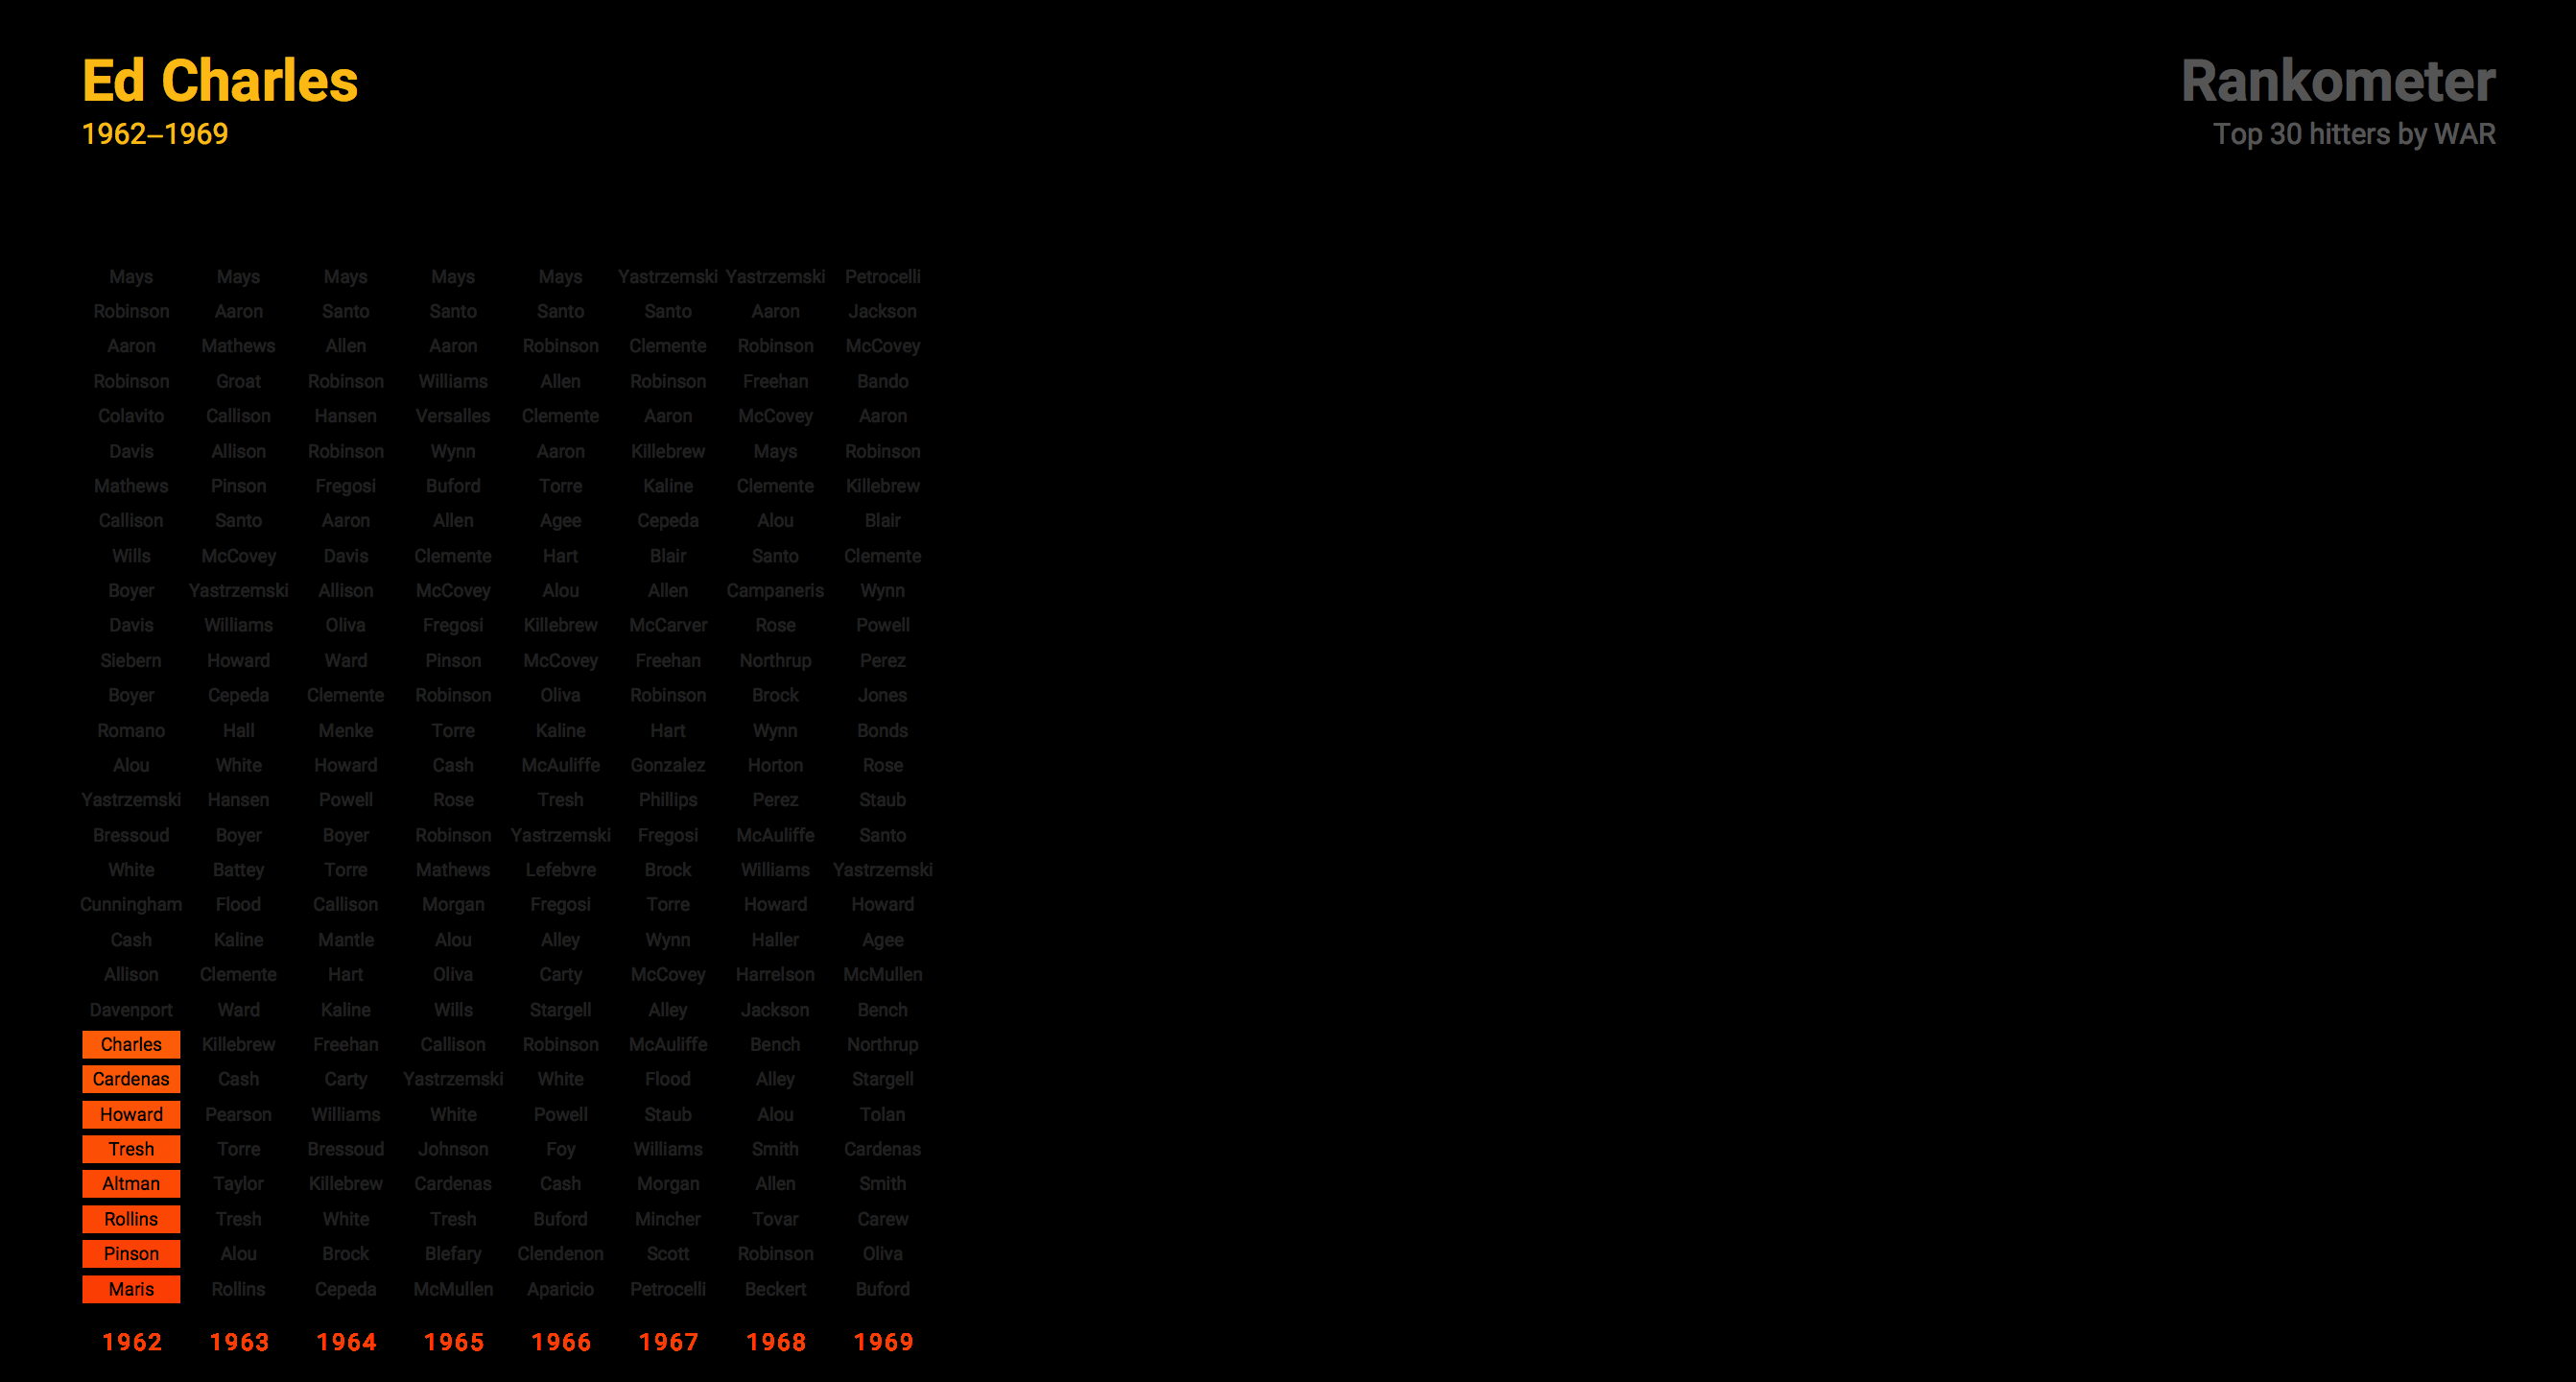 Ed Charles
1962–1969
Rankometer
Top 30 hitters by WAR
Mays Mays Mays Mays Mays Yastrzemski Yastrzemski Petrocelli
Robinson Aaron Santo Santo Santo Santo Aaron Jackson
Aaron Mathews Allen Aaron Robinson Clemente Robinson McCovey
Robinson Groat Robinson Williams Allen Robinson Freehan Bando
Colavito Callison Hansen Versalles Clemente Aaron McCovey Aaron
Davis Allison Robinson Wynn Aaron Killebrew Mays Robinson
Mathews Pinson Fregosi Buford Torre Kaline Clemente Killebrew
Callison Santo Aaron Allen Agee Cepeda Alou Blair
Wills McCovey Davis Clemente Hart Blair Santo Clemente
Boyer Yastrzemski Allison McCovey Alou Allen Campaneris Wynn
Davis Williams Oliva Fregosi Killebrew McCarver Rose Powell
Siebern Howard Ward Pinson McCovey Freehan Northrup Perez
Boyer Cepeda Clemente Robinson Oliva Robinson Brock Jones
Romano Hall Menke Torre Kaline Hart Wynn Bonds
Alou White Howard Cash McAuliffe Gonzalez Horton Rose
Yastrzemski Hansen Powell Rose Tresh Phillips Perez Staub
Bressoud Boyer Boyer Robinson Yastrzemski Fregosi McAuliffe Santo
White Battey Torre Mathews Lefebvre Brock Williams Yastrzemski
Cunningham Flood Callison Morgan Fregosi Torre Howard Howard
Cash Kaline Mantle Alou Alley Wynn Haller Agee
Allison Clemente Hart Oliva Carty McCovey Harrelson McMullen
Davenport Ward Kaline Wills Stargell Alley Jackson Bench
Charles Killebrew Freehan Callison Robinson McAuliffe Bench Northrup
Cardenas Cash Carty Yastrzemski White Flood Alley Stargell
Howard Pearson Williams White Powell Staub Alou Tolan
Tresh Torre Bressoud Johnson Foy Williams Smith Cardenas
Altman Taylor Killebrew Cardenas Cash Morgan Allen Smith
Rollins Tresh White Tresh Buford Mincher Tovar Carew
Pinson Alou Brock Blefary Clendenon Scott Robinson Oliva
Maris Rollins Cepeda McMullen Aparicio Petrocelli Beckert Buford
1962 1963 1964 1965 1966 1967 1968 1969